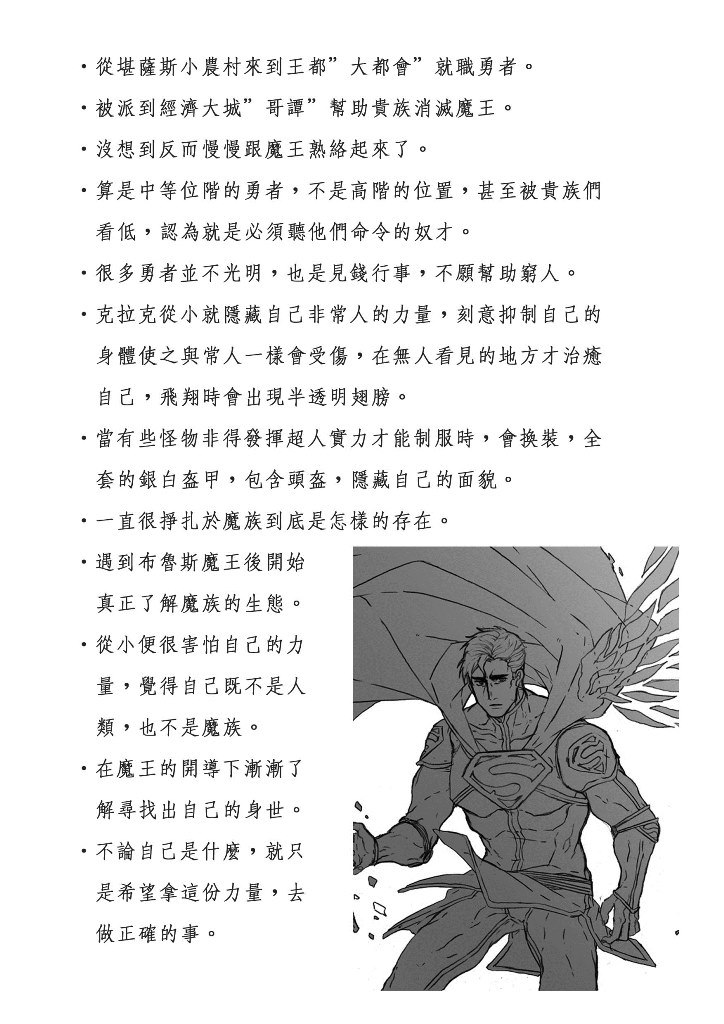 ・從堪薩斯小農村來到王都”大都會”就職勇者。
・被派到經濟大城”哥譚”幫助貴族消滅魔王。
・沒想到反而慢慢跟魔王熟絡起來了。
・算是中等位階的勇者，不是高階的位置，甚至被貴族們
看低，認為就是必須聽他們命令的奴才。
・很多勇者並不光明，也是見錢行事，不願幫助窮人。
・克拉克從小就隱藏自己非常人的力量，刻意抑制自己的
身體使之與常人一樣會受傷，在無人看見的地方才治癒
自己，飛翔時會出現半透明翅膀。
・當有些怪物非得發揮超人實力才能制服時，會換裝，全
套的銀白盔甲，包含頭盔，隱藏自己的面貌。
・一直很掙扎於魔族到底是怎樣的存在。
・遇到布魯斯魔王後開始
真正了解魔族的生態。
・從小便很害怕自己的力
量，覺得自己既不是人
類，也不是魔族。
・在魔王的開導下漸漸了
解尋找出自己的身世。
・不論自己是什麼，就只
是希望拿這份力量，去
做正確的事。